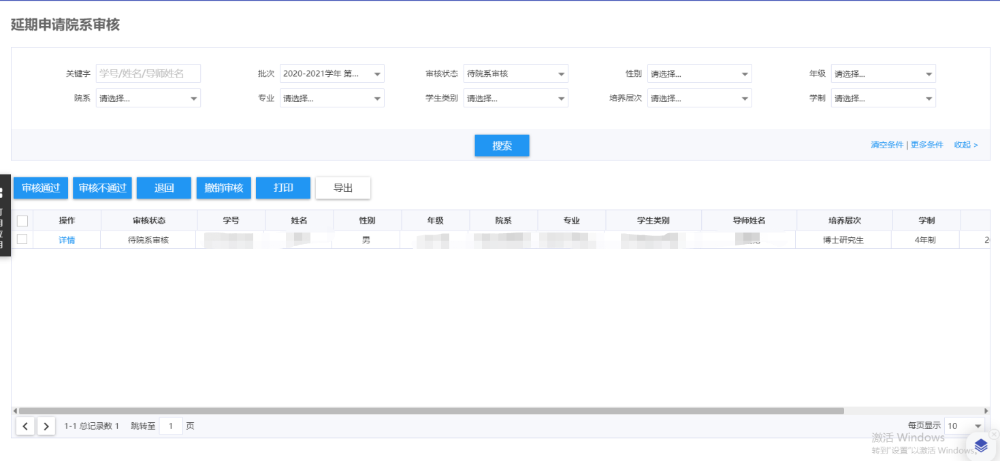 延期申请院系审核
关键字 学号/姓名/导师姓名 批次 2020-2021学年 第... 审核状态 待院系审核 性别 请选择... 年级 请选择...
院系 请选择... 专业 请选择... 学生类别 请选择... 培养层次 请选择... 学制 请选择...
搜索 清空条件 | 更多条件 收起 >
审核通过 审核不通过 退回 撤销审核 打印 导出
操作 审核状态 学号 姓名 性别 年级 院系 专业 学生类别 导师姓名 培养层次 学制
详情 待院系审核 男 博士研究生 4年制 2
1-1 总记录数 1 跳转至 1 页 每页显示 10
激活 Windows
转到"设置"以激活 Windows。